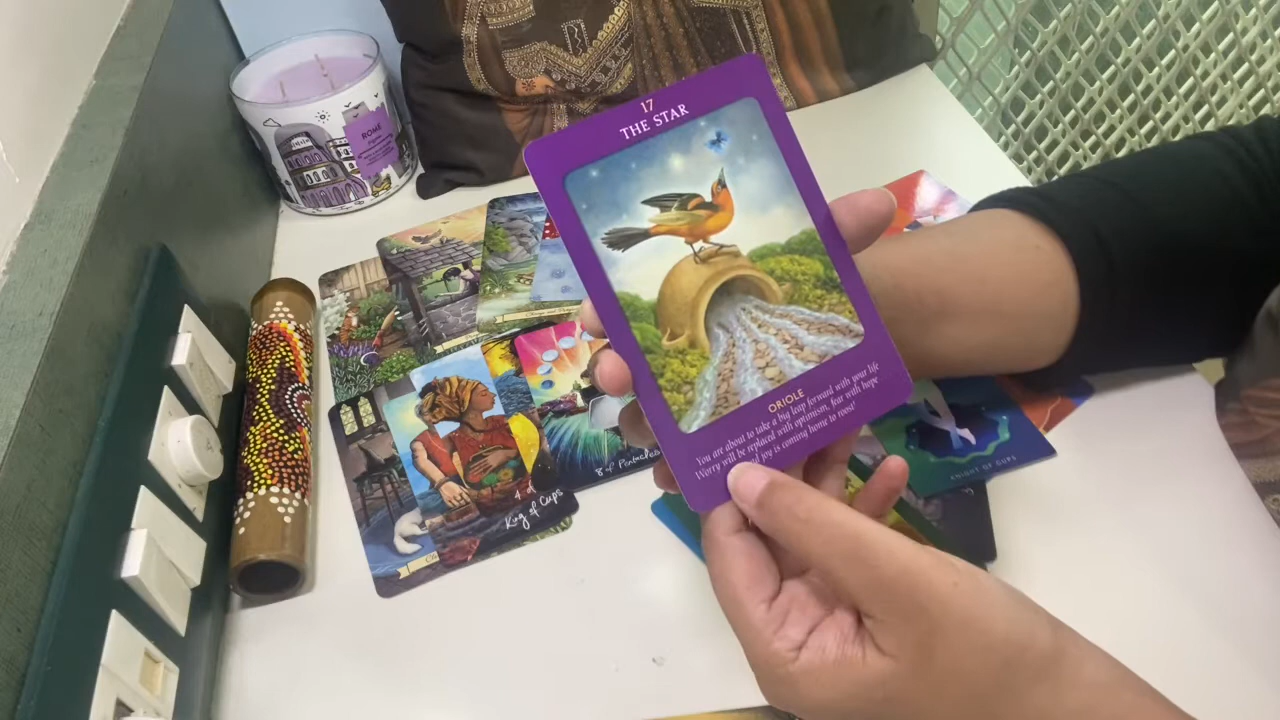 ROME
17
THE STAR
ORIOLE
You are about to take a big leap forward with your life
Worry will be replaced with optimism, fear with hope
joy is coming home to roost!
8 of Pentacles
King of Cups
KNIGHT OF CUPS